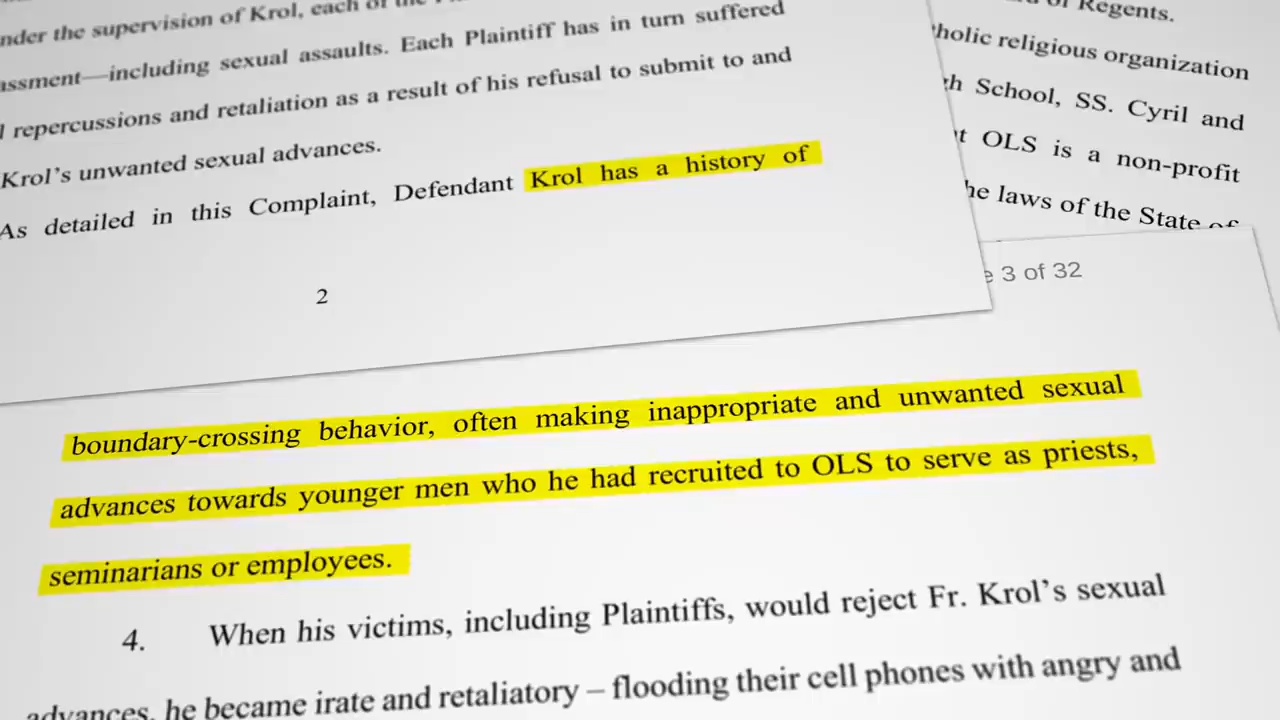 nder the supervision of Krol, each of the
assment—including sexual assaults. Each Plaintiff has in turn suffered
l repercussions and retaliation as a result of his refusal to submit to and
Krol's unwanted sexual advances.
As detailed in this Complaint, Defendant Krol has a history of
2
of Regents.
tholic religious organization
gh School, SS. Cyril and
t OLS is a non-profit
he laws of the State of
e 3 of 32
boundary-crossing behavior, often making inappropriate and unwanted sexual
advances towards younger men who he had recruited to OLS to serve as priests,
seminarians or employees.
4. When his victims, including Plaintiffs, would reject Fr. Krol's sexual
advances, he became irate and retaliatory – flooding their cell phones with angry and